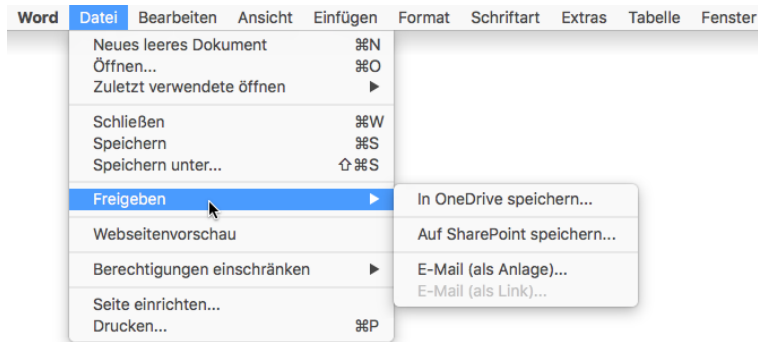 Word Datei Bearbeiten Ansicht Einfügen Format Schriftart Extras Tabelle Fenster
Neues leeres Dokument ⌘N
Öffnen... ⌘O
Zuletzt verwendete öffnen ▶
Schließen ⌘W
Speichern ⌘S
Speichern unter... ⇧⌘S
Freigeben ▶
Webseitenvorschau
Berechtigungen einschränken ▶
Seite einrichten...
Drucken... ⌘P
In OneDrive speichern...
Auf SharePoint speichern...
E-Mail (als Anlage)...
E-Mail (als Link)...